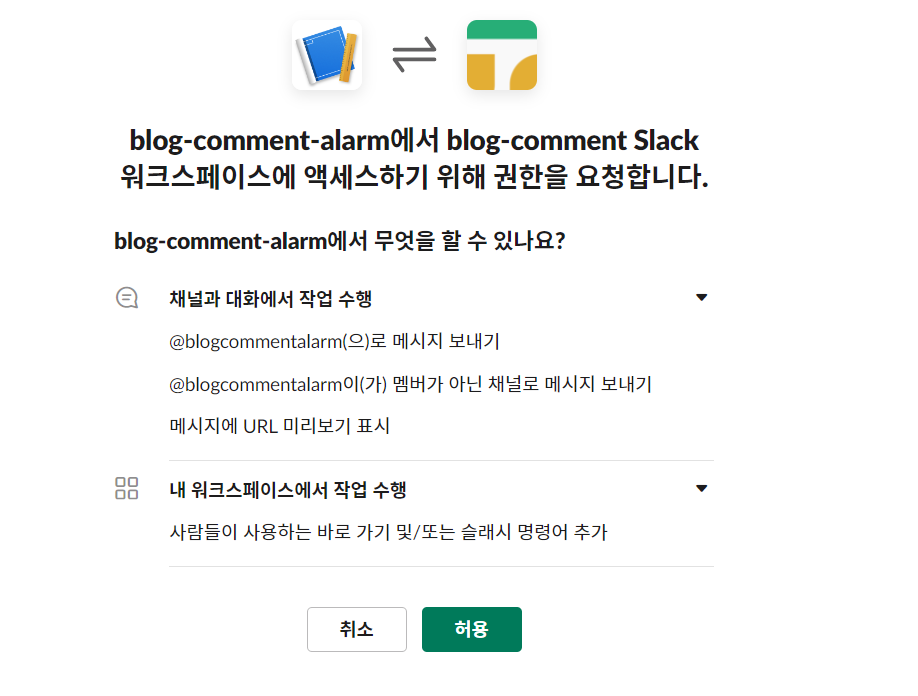 blog-comment-alarm에서 blog-comment Slack
워크스페이스에 액세스하기 위해 권한을 요청합니다.
blog-comment-alarm에서 무엇을 할 수 있나요?
채널과 대화에서 작업 수행
@blogcommentalarm(으)로 메시지 보내기
@blogcommentalarm이(가) 멤버가 아닌 채널로 메시지 보내기
메시지에 URL 미리보기 표시
내 워크스페이스에서 작업 수행
사람들이 사용하는 바로 가기 및/또는 슬래시 명령어 추가
취소
허용